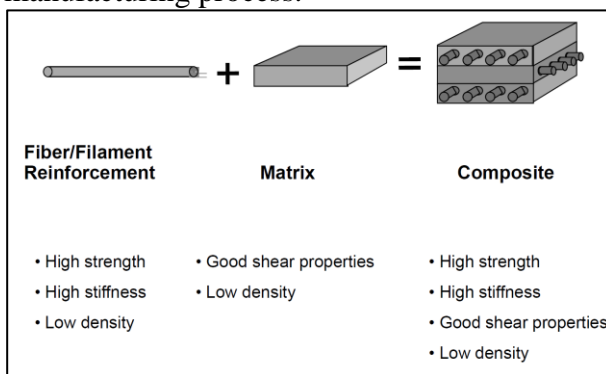 manufacturing process.
+
=
Fiber/Filament
Reinforcement
Matrix
Composite
• High strength
• High stiffness
• Low density
• Good shear properties
• Low density
• High strength
• High stiffness
• Good shear properties
• Low density